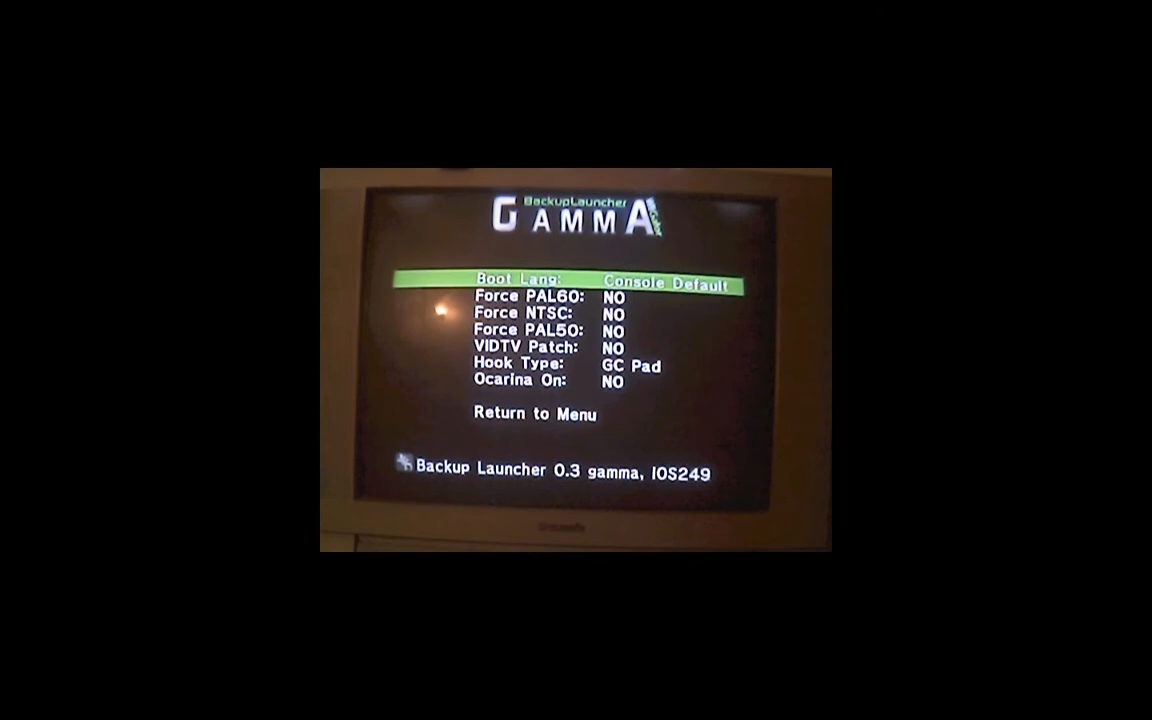 BackupLauncher
GAMMA
Boot Lang: Console Default
Force PAL60: NO
Force NTSC: NO
Force PAL50: NO
VIDTV Patch: NO
Hook Type: GC Pad
Ocarina On: NO
Return to Menu
Backup Launcher 0.3 gamma, IOS249